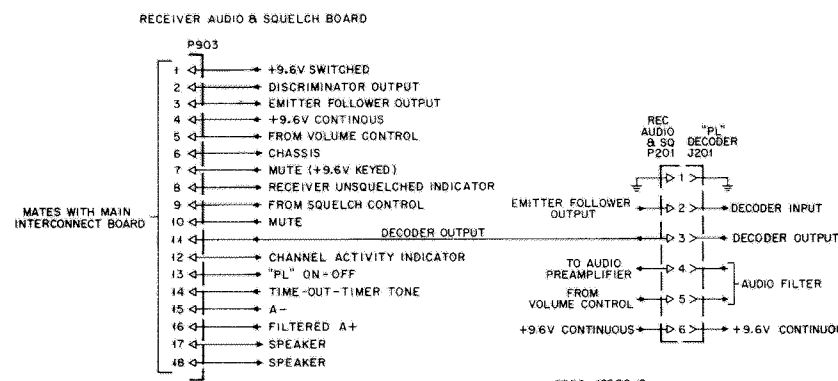 RECEIVER AUDIO & SQUELCH BOARD
P903
1 +9.6V SWITCHED
2 DISCRIMINATOR OUTPUT
3 EMITTER FOLLOWER OUTPUT
4 +9.6V CONTINOUS
5 FROM VOLUME CONTROL
6 CHASSIS
7 MUTE (+9.6V KEYED)
8 RECEIVER UNSQUELCHED INDICATOR
9 FROM SQUELCH CONTROL
10 MUTE
11 DECODER OUTPUT
12 CHANNEL ACTIVITY INDICATOR
13 "PL" ON-OFF
14 TIME-OUT-TIMER TONE
15 A-
16 FILTERED A+
17 SPEAKER
18 SPEAKER
MATES WITH MAIN
INTERCONNECT BOARD
REC
AUDIO
& SQ
P201
"PL"
DECODER
J201
1
EMITTER FOLLOWER
OUTPUT
2 DECODER INPUT
3 DECODER OUTPUT
TO AUDIO
PREAMPLIFIER
4
AUDIO FILTER
FROM
VOLUME CONTROL
5
+9.6V CONTINUOUS 6 +9.6V CONTINUO